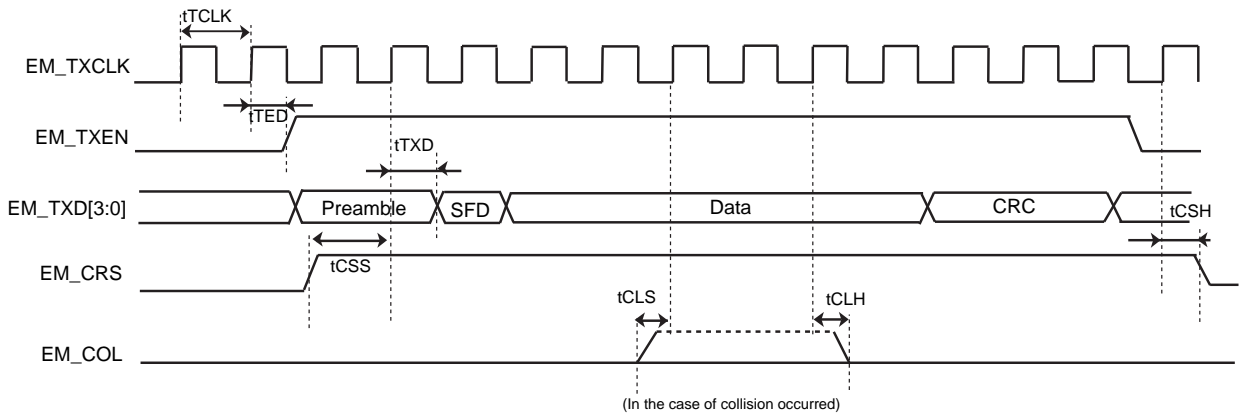 tTCLK
EM_TXCLK
tTED
EM_TXEN
tTXD
EM_TXD[3:0]
Preamble
SFD
Data
CRC
tCSH
tCSS
EM_CRS
tCLS
tCLH
EM_COL
(In the case of collision occurred)